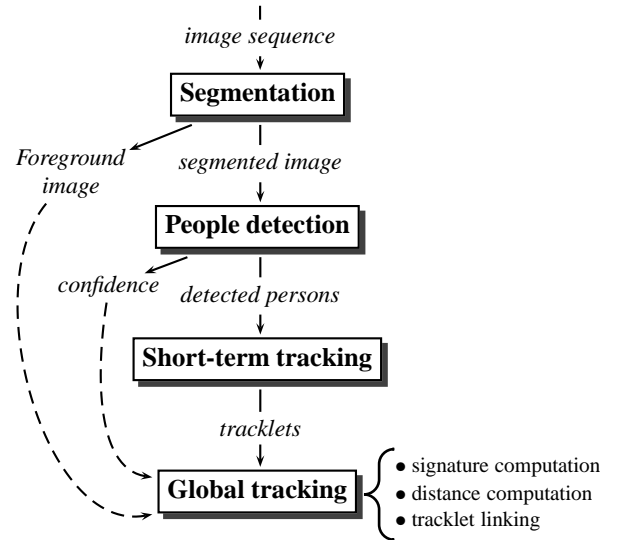 image sequence
Segmentation
Foreground
image
segmented image
People detection
confidence
detected persons
Short-term tracking
tracklets
Global tracking
• signature computation
• distance computation
• tracklet linking